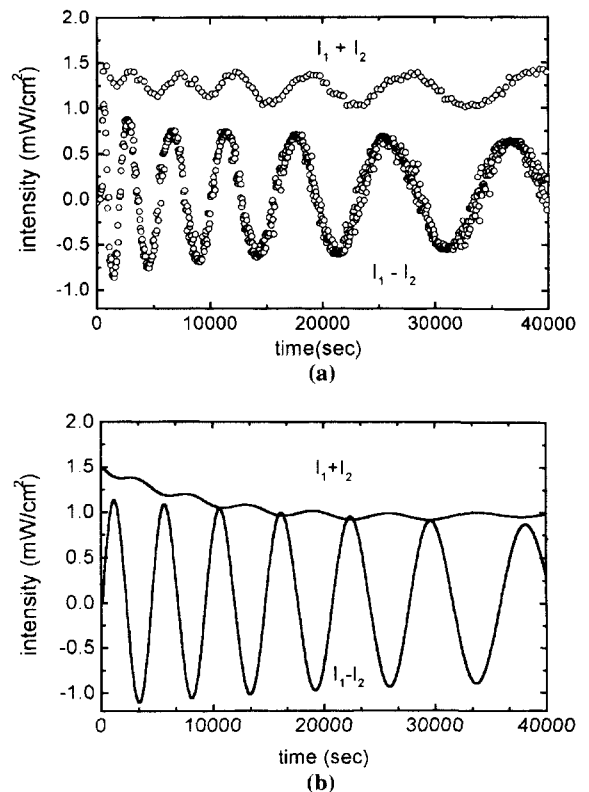 2.0
I₁ + I₂
1.5
1.0
0.5
0.0
-0.5
I₁ - I₂
-1.0
intensity (mW/cm²)
0 10000 20000 30000 40000
time(sec)
(a)
2.0
I₁+I₂
1.5
1.0
0.5
0.0
-0.5
I₁-I₂
-1.0
intensity (mW/cm²)
0 10000 20000 30000 40000
time (sec)
(b)